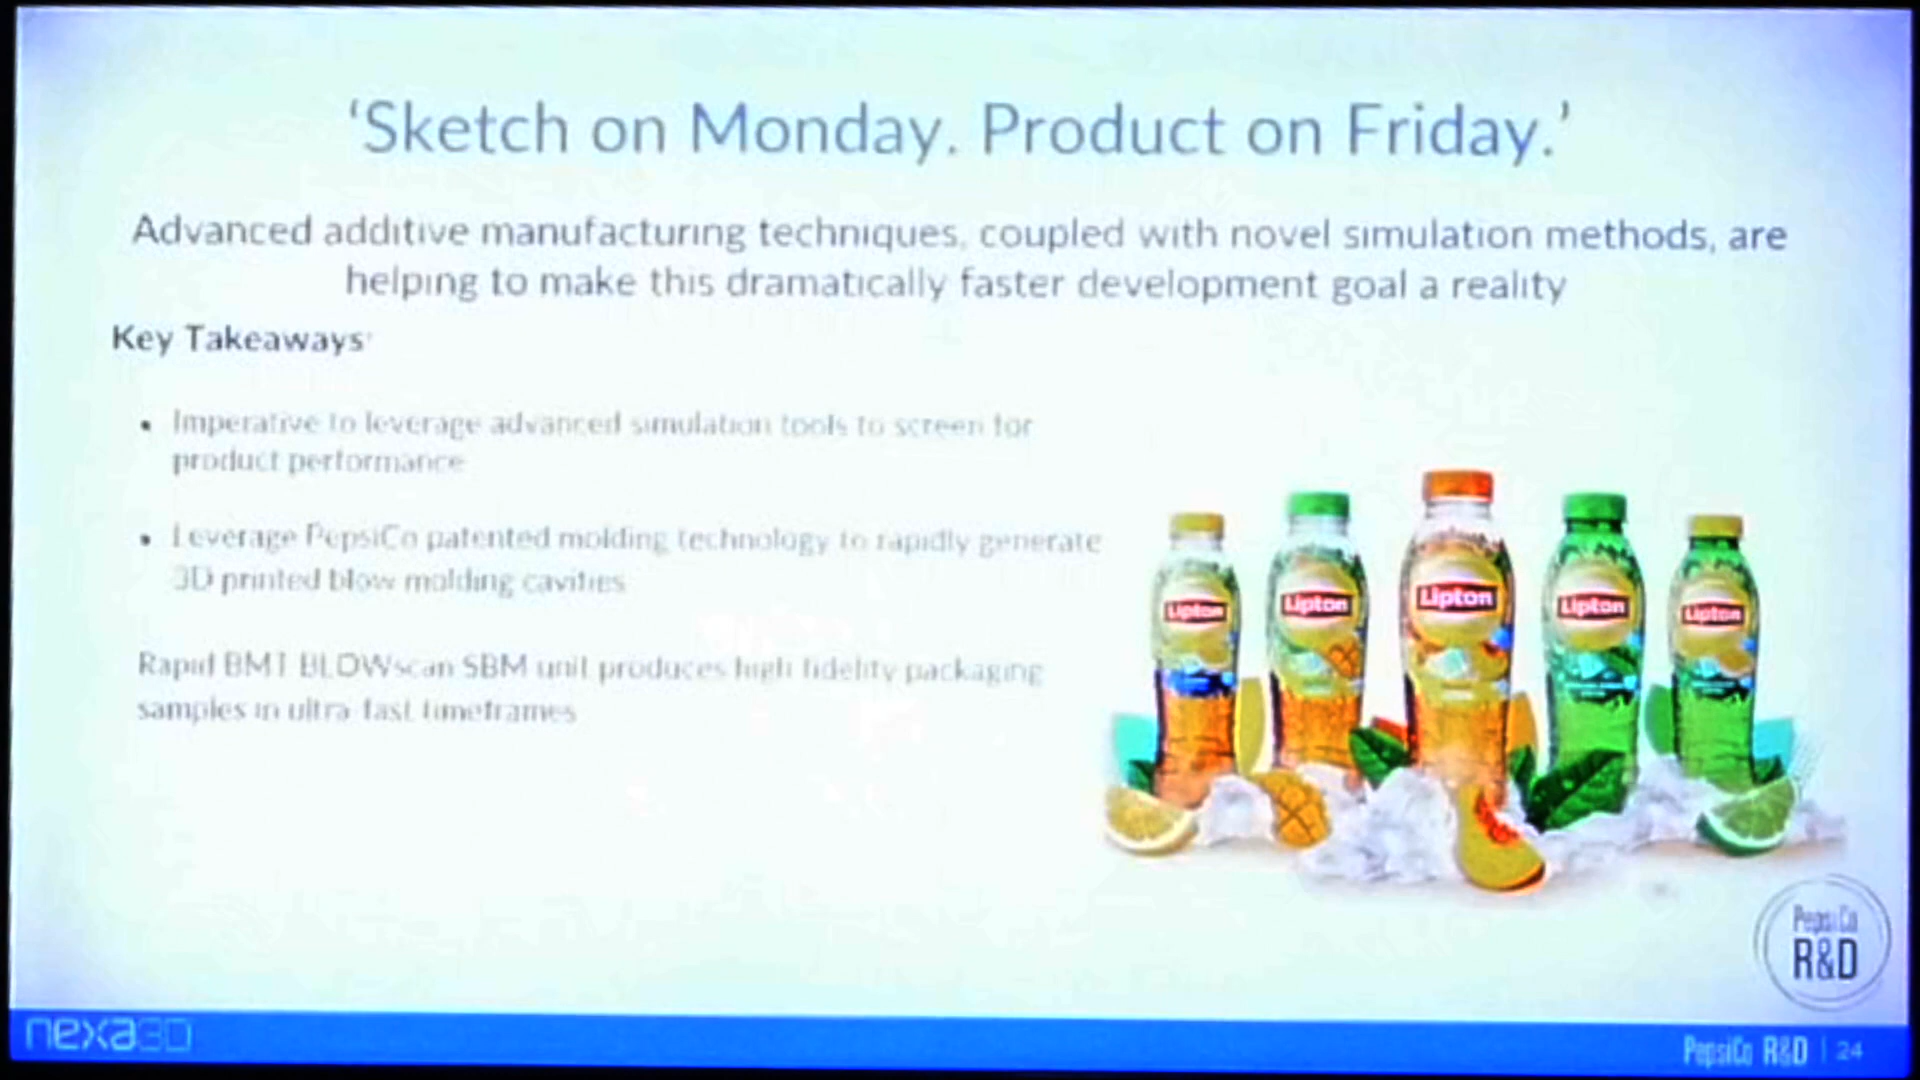 ‘Sketch on Monday. Product on Friday.’
Advanced additive manufacturing techniques, coupled with novel simulation methods, are
helping to make this dramatically faster development goal a reality
Key Takeaways:
• Imperative to leverage advanced simulation tools to screen for
product performance
• Leverage PepsiCo patented molding technology to rapidly generate
3D printed blow molding cavities
Rapid BMT BLOWscan SBM unit produces high fidelity packaging
samples in ultra-fast timeframes
Lipton
Lipton
Lipton
Lipton
Lipton
PepsiCo
R&D
nexa3D
PepsiCo R&D | 24